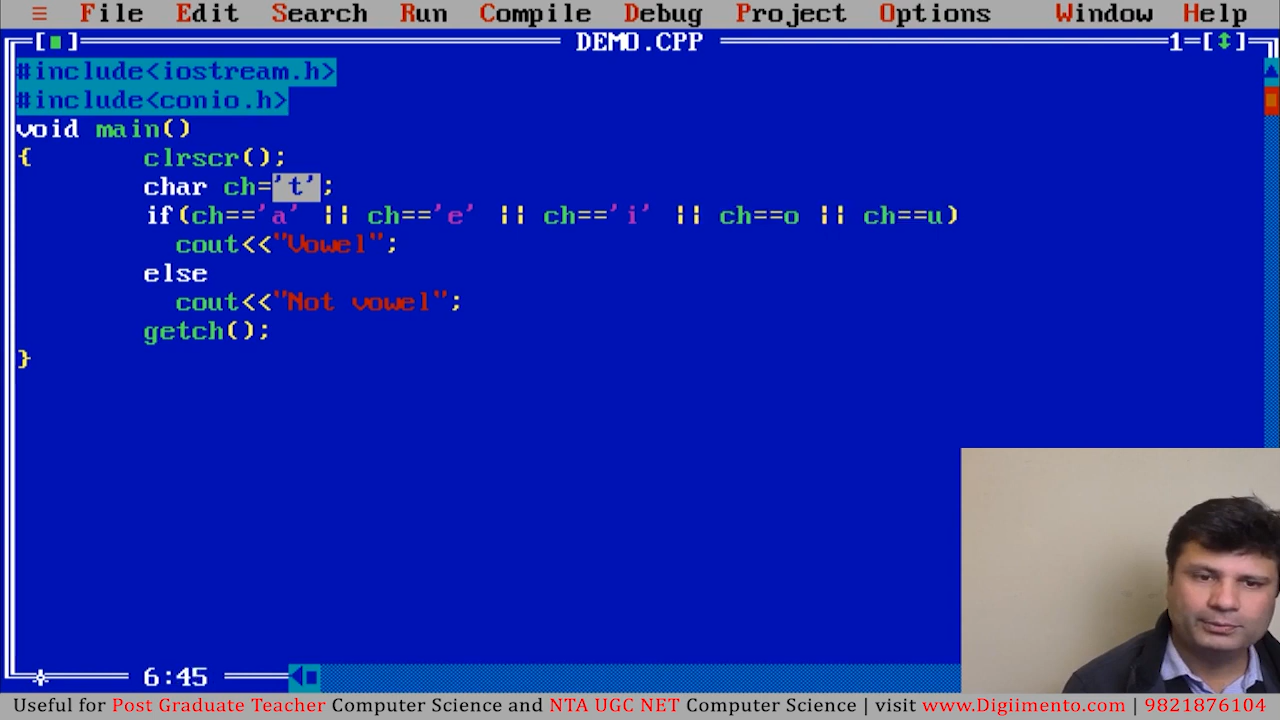 ≡ File Edit Search Run Compile Debug Project Options Window Help
[■] DEMO.CPP 1=[↕]
#include<iostream.h>
#include<conio.h>
void main()
{ clrscr();
char ch='t';
if(ch=='a' || ch=='e' || ch=='i' || ch==o || ch==u)
cout<<"Vowel";
else
cout<<"Not vowel";
getch();
}
6:45
Useful for Post Graduate Teacher Computer Science and NTA UGC NET Computer Science | visit www.Digiimento.com | 9821876104